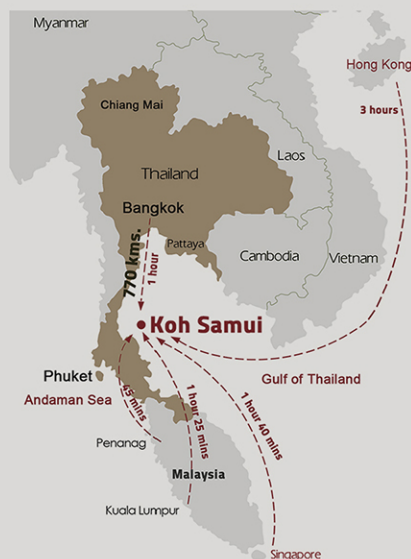 Myanmar
Hong Kong
3 hours
Chiang Mai
Laos
Thailand
Bangkok
770 kms.
1 hour
Pattaya
Cambodia
Vietnam
Koh Samui
Phuket
Gulf of Thailand
Andaman Sea
45 mins
1 hour 25 mins
1 hour 40 mins
Penanag
Malaysia
Kuala Lumpur
Singapore